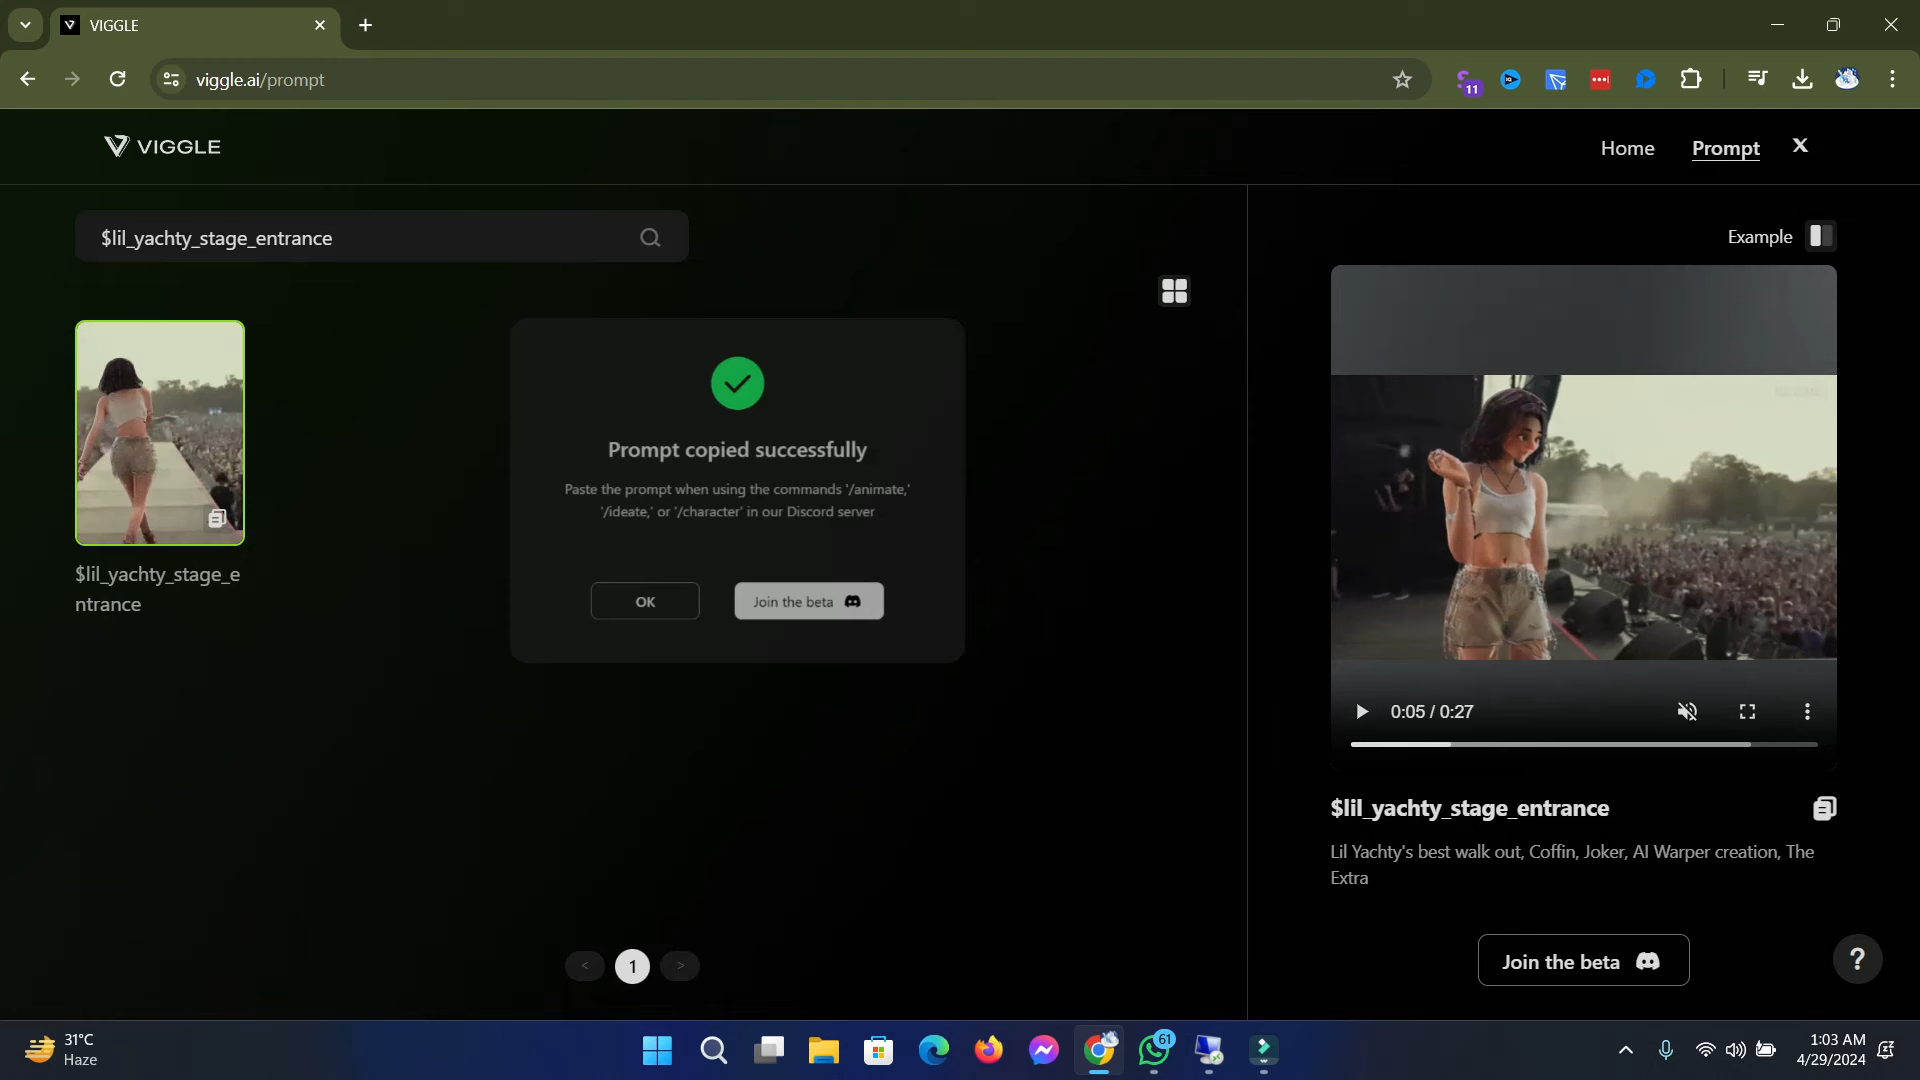 VIGGLE
viggle.ai/prompt
11
VIGGLE
Home
Prompt
X
$lil_yachty_stage_entrance
Example
Prompt copied successfully
Paste the prompt when using the commands '/animate,'
'/ideate,' or '/character' in our Discord server
OK
Join the beta
$lil_yachty_stage_e
ntrance
0:05 / 0:27
$lil_yachty_stage_entrance
Lil Yachty's best walk out, Coffin, Joker, AI Warper creation, The
Extra
< 1 >
Join the beta
?
31°C
Haze
61
1:03 AM
4/29/2024